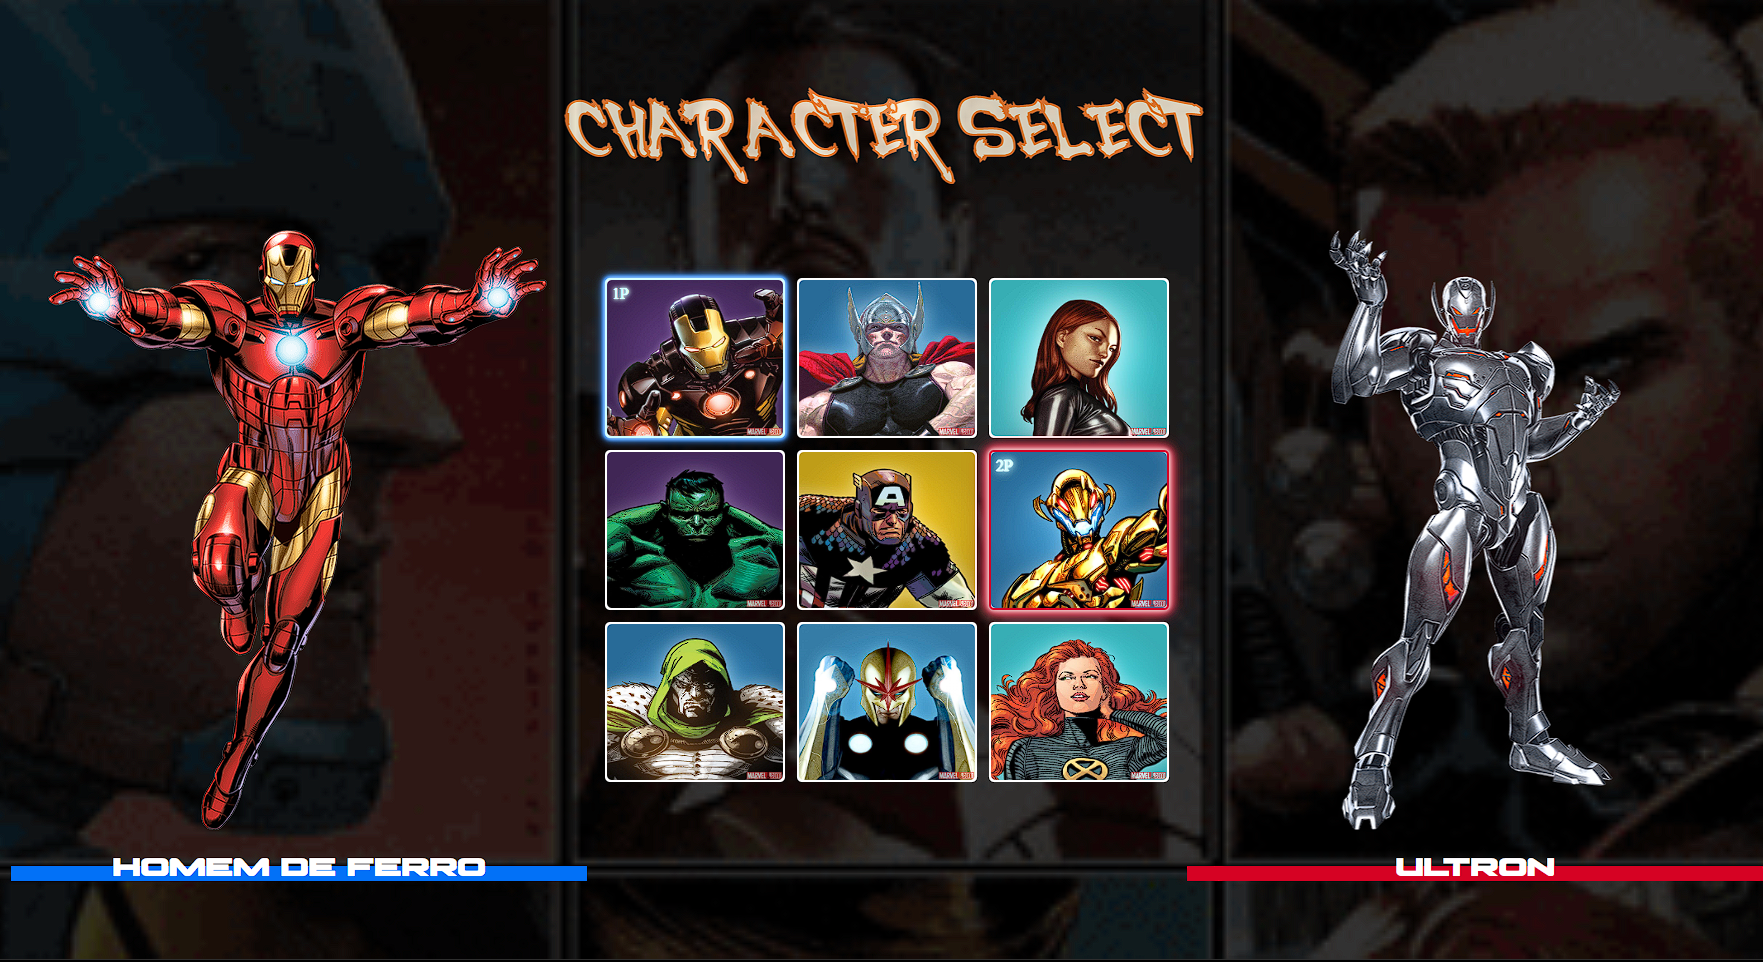 CHARACTER SELECT
1P
2P
HOMEM DE FERRO
ULTRON